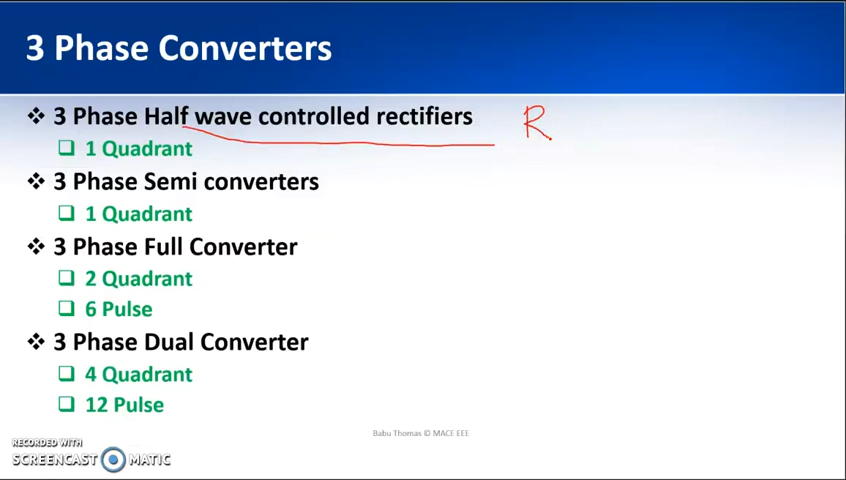 3 Phase Converters
❖ 3 Phase Half wave controlled rectifiers R
❑ 1 Quadrant
❖ 3 Phase Semi converters
❑ 1 Quadrant
❖ 3 Phase Full Converter
❑ 2 Quadrant
❑ 6 Pulse
❖ 3 Phase Dual Converter
❑ 4 Quadrant
❑ 12 Pulse
Babu Thomas © MACE EEE
RECORDED WITH
SCREENCAST MATIC